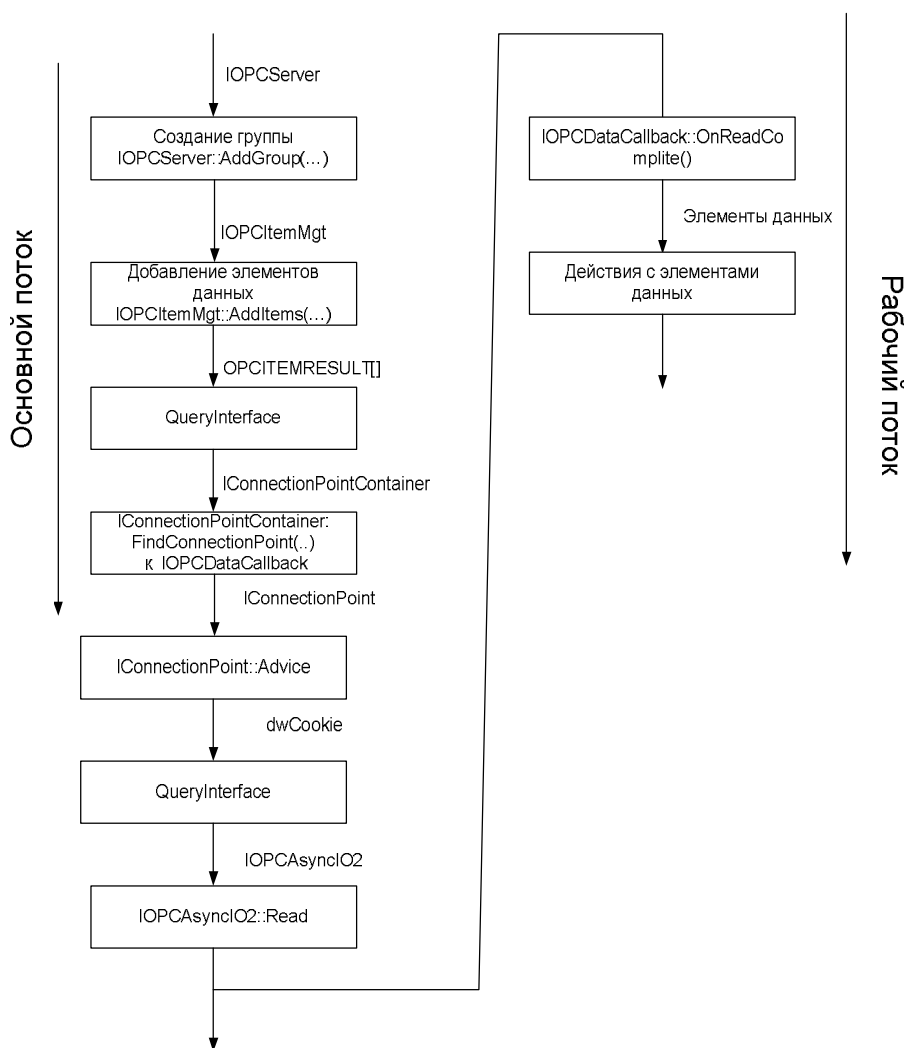 Основной поток
IOPCServer
Создание группы
IOPCServer::AddGroup(...)
IOPCItemMgt
Добавление элементов
данных
IOPCItemMgt::AddItems(...)
OPCITEMRESULT[]
QueryInterface
IConnectionPointContainer
IConnectionPointContainer:
FindConnectionPoint(..)
к IOPCDataCallback
IConnectionPoint
IConnectionPoint::Advice
dwCookie
QueryInterface
IOPCAsyncIO2
IOPCAsyncIO2::Read
IOPCDataCallback::OnReadCo
mplite()
Элементы данных
Действия с элементами
данных
Рабочий поток